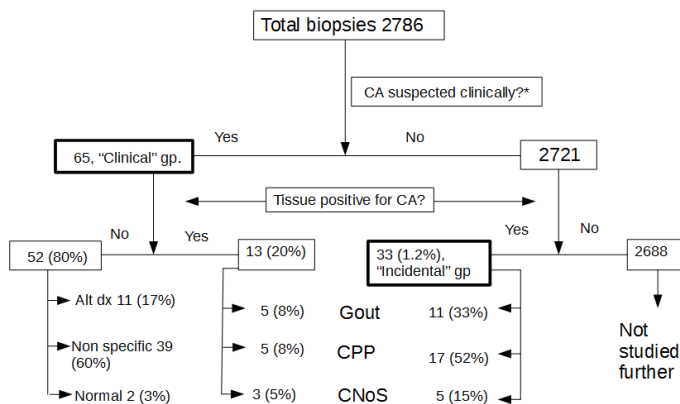 Total biopsies 2786
CA suspected clinically?*
Yes
No
65, “Clinical” gp.
2721
Tissue positive for CA?
No
Yes
Yes
No
52 (80%)
13 (20%)
33 (1.2%),
“Incidental” gp
2688
Alt dx 11 (17%)
5 (8%)
Gout
11 (33%)
Non specific 39
(60%)
5 (8%)
CPP
17 (52%)
Normal 2 (3%)
3 (5%)
CNoS
5 (15%)
Not
studied
further